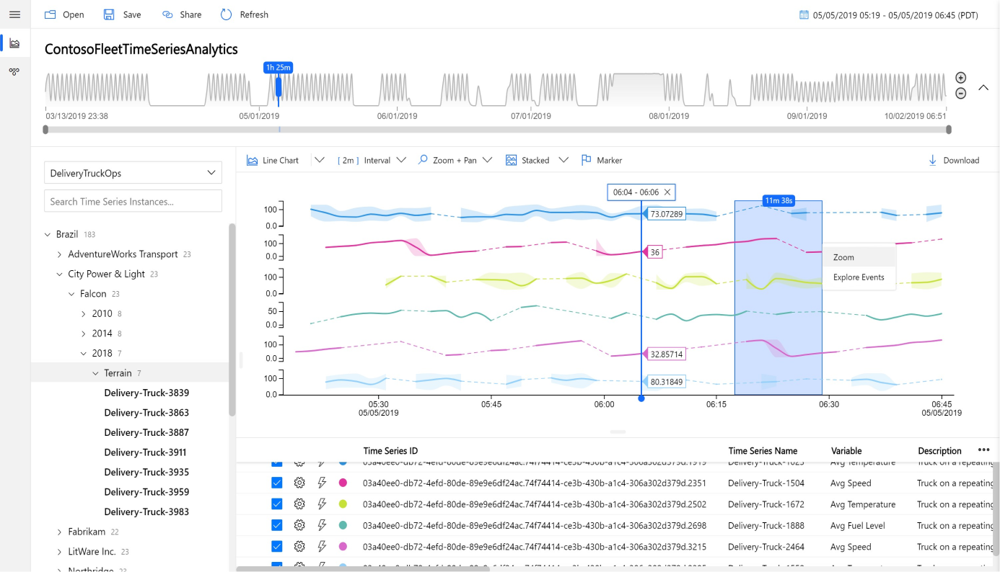 Open Save Share Refresh 05/05/2019 05:19 - 05/05/2019 06:45 (PDT)
ContosoFleetTimeSeriesAnalytics
1h 25m
03/13/2019 23:38 05/01/2019 06/01/2019 07/01/2019 08/01/2019 09/01/2019 10/02/2019 06:51
DeliveryTruckOps
Search Time Series Instances...
Brazil 183
AdventureWorks Transport 23
City Power & Light 23
Falcon 23
2010 8
2014 8
2018 7
Terrain 7
Delivery-Truck-3839
Delivery-Truck-3863
Delivery-Truck-3887
Delivery-Truck-3911
Delivery-Truck-3935
Delivery-Truck-3959
Delivery-Truck-3983
Fabrikam 22
LitWare Inc. 23
Northridge 23
Line Chart [ 2m ] Interval Zoom + Pan Stacked Marker Download
06:04 - 06:06
11m 38s
100
73.07289
0.0
100
36
0.0
Zoom
100
Explore Events
0.0
50
0.0
100
32.85714
0.0
100
80.31849
0.0
05:30 05:45 06:00 06:15 06:30 06:45
05/05/2019 05/05/2019
Time Series ID Time Series Name Variable Description
03a40ee0-db72-4efd-80de-89e9e6df24ac.74f74414-ce3b-430b-a1c4-306a302d379d.1919 Delivery-Truck-1023 Avg Temperature Truck on a repeating
03a40ee0-db72-4efd-80de-89e9e6df24ac.74f74414-ce3b-430b-a1c4-306a302d379d.2351 Delivery-Truck-1504 Avg Speed Truck on a repeating
03a40ee0-db72-4efd-80de-89e9e6df24ac.74f74414-ce3b-430b-a1c4-306a302d379d.2502 Delivery-Truck-1672 Avg Temperature Truck on a repeating
03a40ee0-db72-4efd-80de-89e9e6df24ac.74f74414-ce3b-430b-a1c4-306a302d379d.2698 Delivery-Truck-1888 Avg Fuel Level Truck on a repeating
03a40ee0-db72-4efd-80de-89e9e6df24ac.74f74414-ce3b-430b-a1c4-306a302d379d.3215 Delivery-Truck-2464 Avg Speed Truck on a repeating